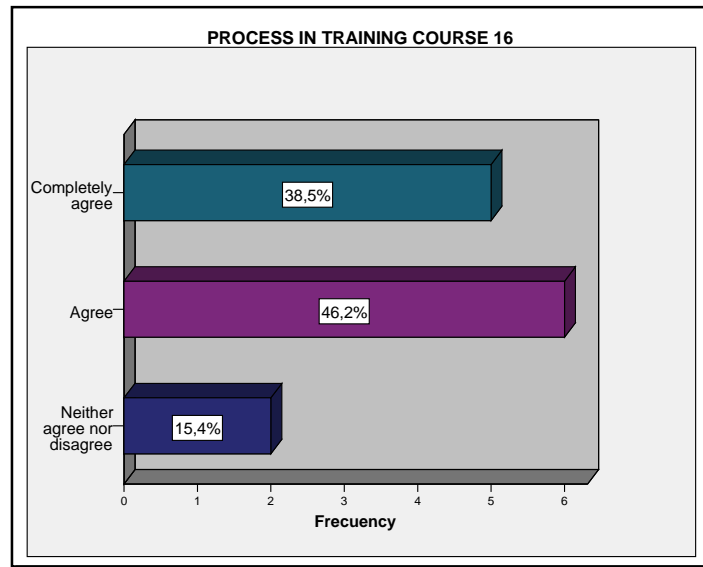 PROCESS IN TRAINING COURSE 16
Completely
agree
38,5%
Agree
46,2%
Neither
agree nor
disagree
15,4%
0 1 2 3 4 5 6
Frecuency